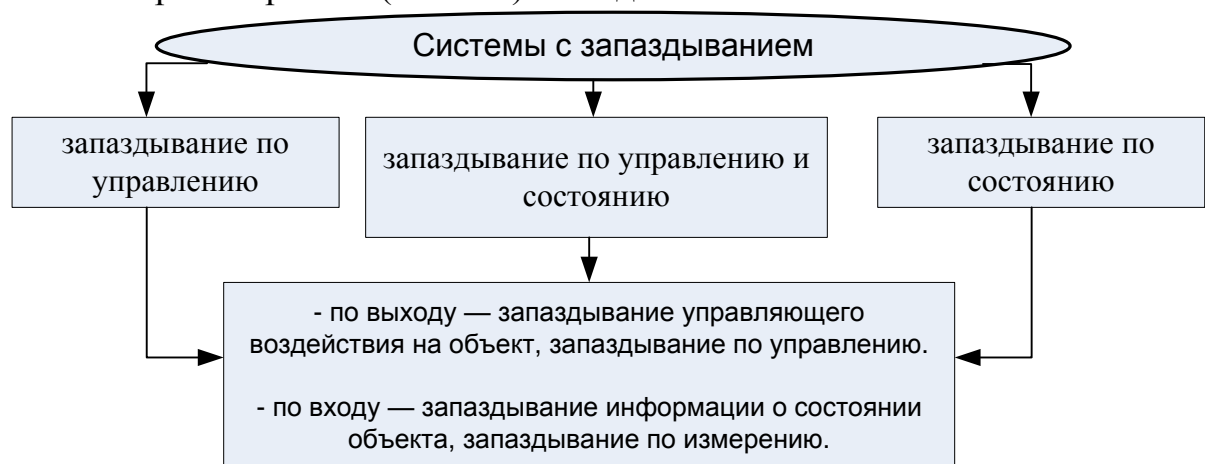 Системы с запаздыванием
запаздывание по
управлению
запаздывание по управлению и
состоянию
запаздывание по
состоянию
- по выходу — запаздывание управляющего
воздействия на объект, запаздывание по управлению.
- по входу — запаздывание информации о состоянии
объекта, запаздывание по измерению.